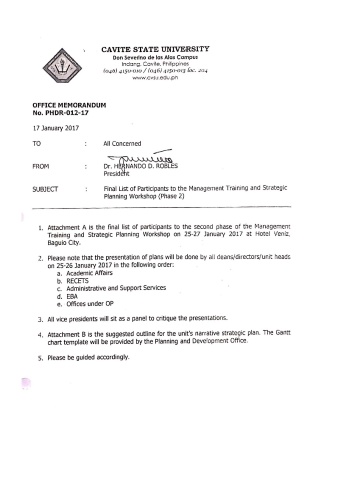 CAVITE STATE UNIVERSITY
Don Severino de las Alas Campus
Indang, Cavite, Philippines
www.cvsu.edu.ph
OFFICE MEMORANDUM
No. PHDR-012-17
17 January 2017
TO : All Concerned
FROM : Dr. HERNANDO D. ROBLES
President
SUBJECT : Final List of Participants to the Management Training and Strategic
Planning Workshop (Phase 2)
1. Attachment A is the final list of participants to the second phase of the Management
Training and Strategic Planning Workshop on 25-27 January 2017 at Hotel Veniz,
Baguio City.
2. Please note that the presentation of plans will be done by all deans/directors/unit heads
on 25-26 January 2017 in the following order:
a. Academic Affairs
b. RECETS
c. Administrative and Support Services
d. EBA
e. Offices under OP
3. All vice presidents will sit as a panel to critique the presentations.
4. Attachment B is the suggested outline for the unit's narrative strategic plan. The Gantt
chart template will be provided by the Planning and Development Office.
5. Please be guided accordingly.